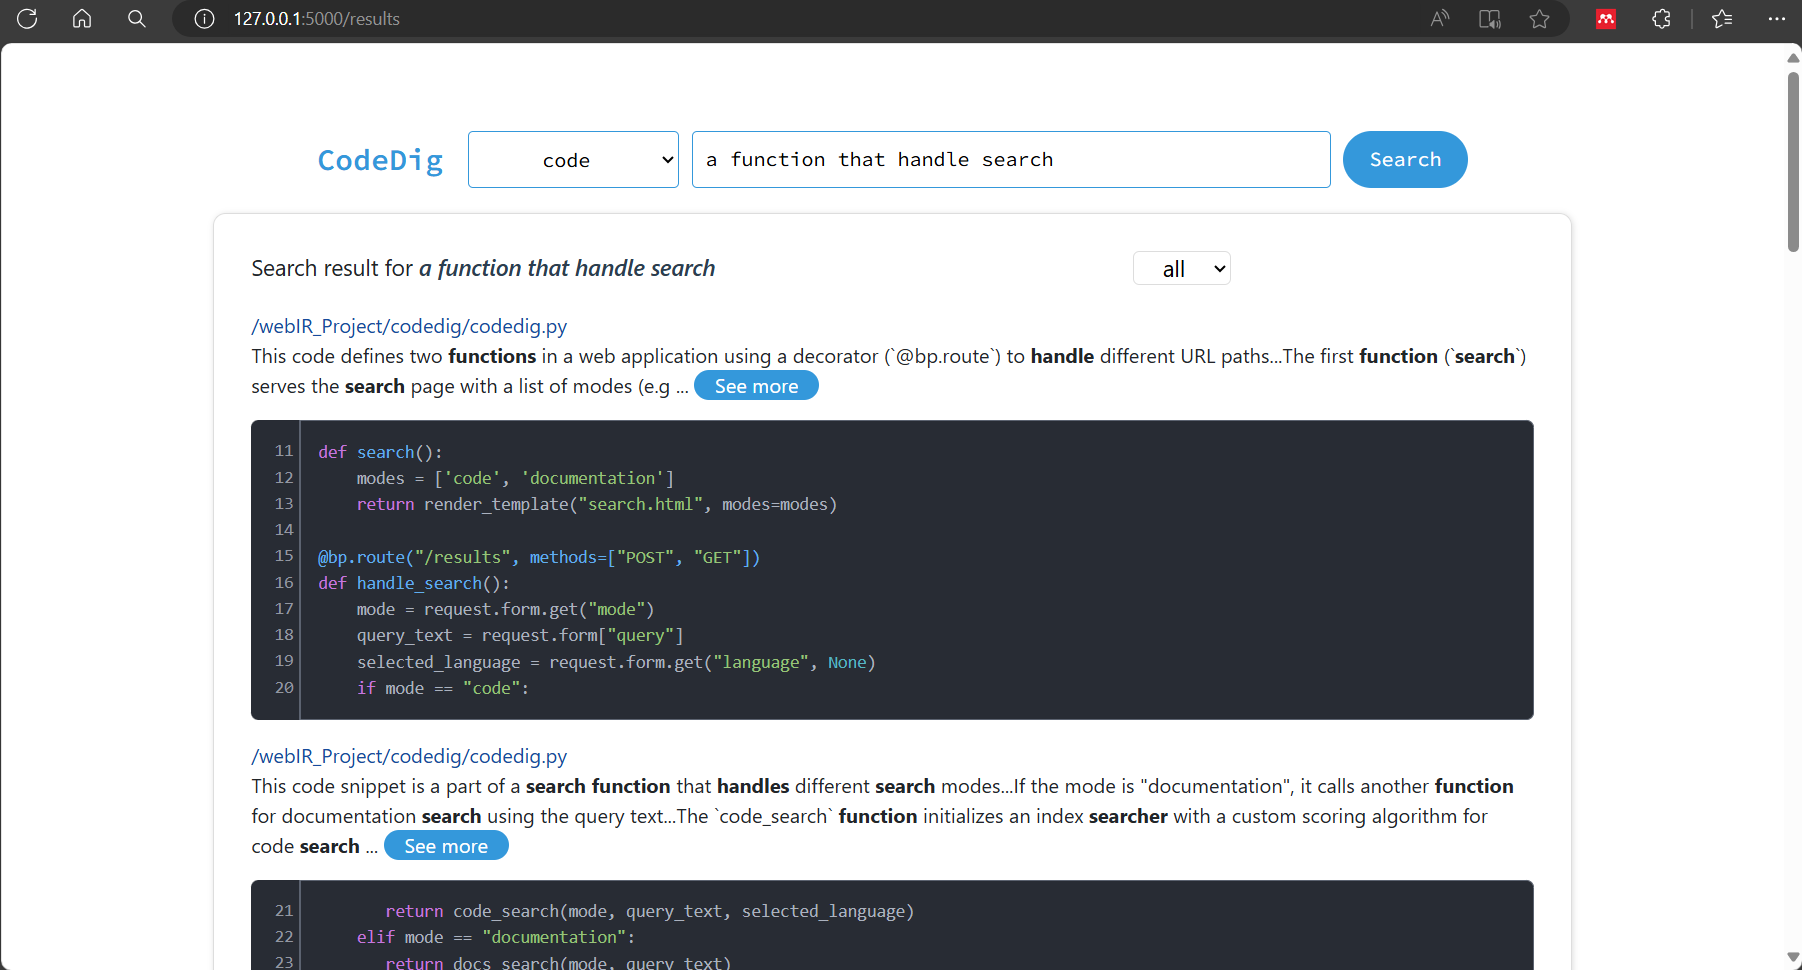 127.0.0.1:5000/results
CodeDig
code
a function that handle search
Search
Search result for a function that handle search
all
/webIR_Project/codedig/codedig.py
This code defines two functions in a web application using a decorator (`@bp.route`) to handle different URL paths...The first function (`search`)
serves the search page with a list of modes (e.g ... See more
11 def search():
12     modes = ['code', 'documentation']
13     return render_template("search.html", modes=modes)
14
15 @bp.route("/results", methods=["POST", "GET"])
16 def handle_search():
17     mode = request.form.get("mode")
18     query_text = request.form["query"]
19     selected_language = request.form.get("language", None)
20     if mode == "code":
/webIR_Project/codedig/codedig.py
This code snippet is a part of a search function that handles different search modes...If the mode is "documentation", it calls another function
for documentation search using the query text...The `code_search` function initializes an index searcher with a custom scoring algorithm for
code search ... See more
21        return code_search(mode, query_text, selected_language)
22     elif mode == "documentation":
23        return docs_search(mode, query_text)